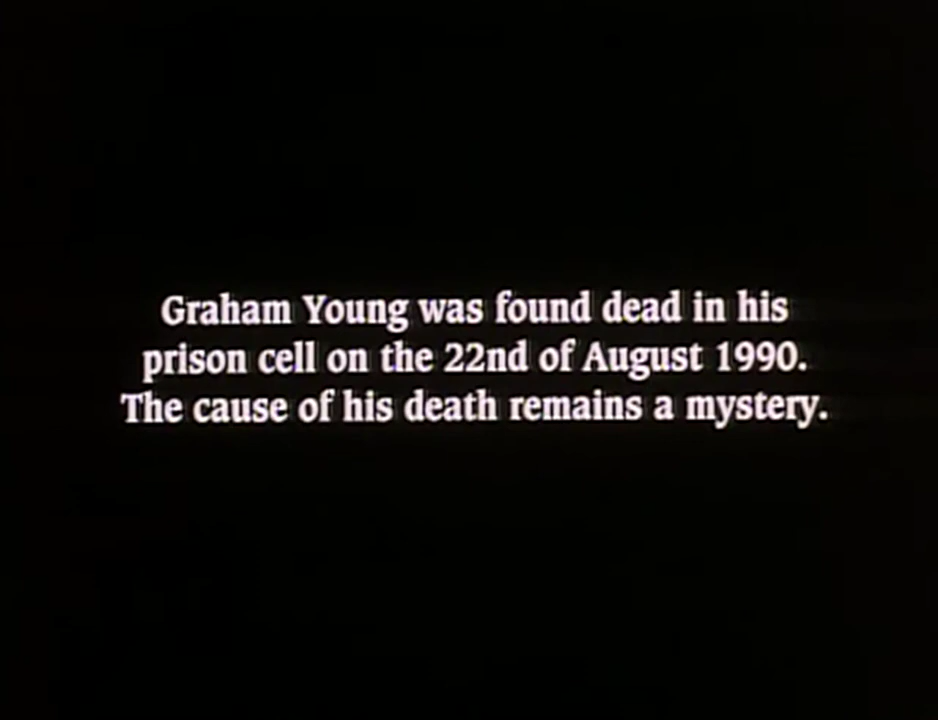 Graham Young was found dead in his
prison cell on the 22nd of August 1990.
The cause of his death remains a mystery.